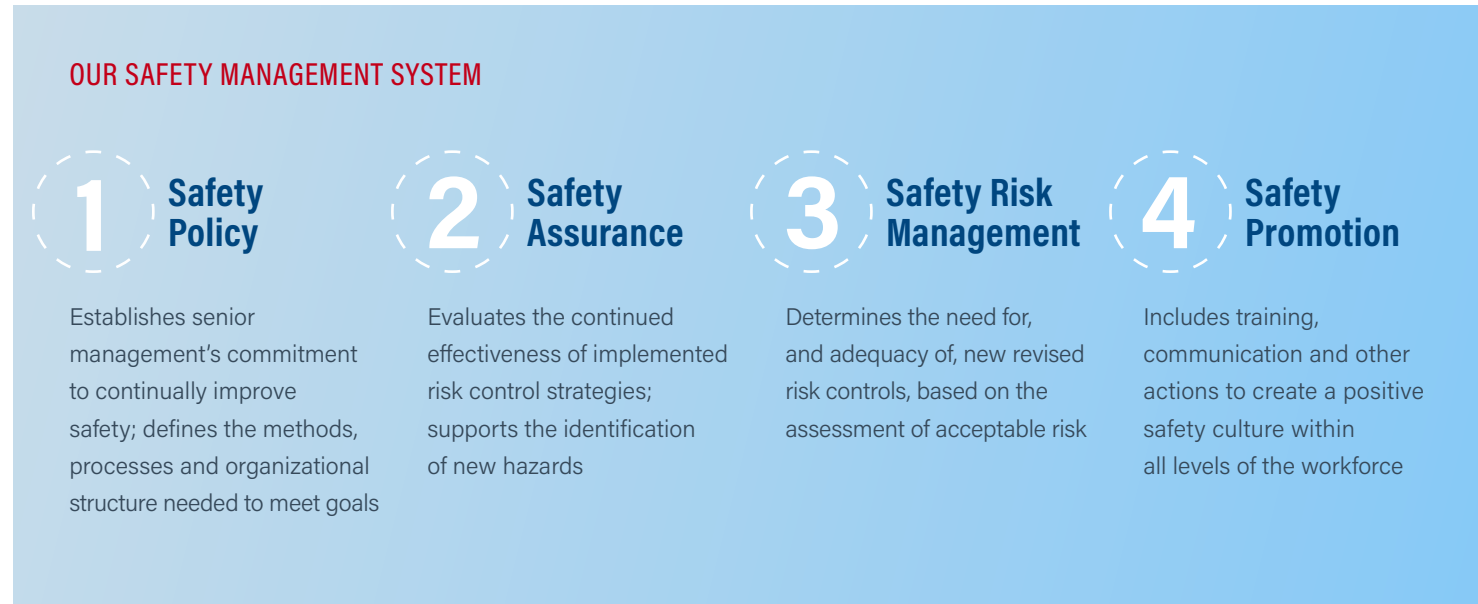 OUR SAFETY MANAGEMENT SYSTEM
1
Safety
Policy
Establishes senior
management’s commitment
to continually improve
safety; defines the methods,
processes and organizational
structure needed to meet goals
2
Safety
Assurance
Evaluates the continued
effectiveness of implemented
risk control strategies;
supports the identification
of new hazards
3
Safety Risk
Management
Determines the need for,
and adequacy of, new revised
risk controls, based on the
assessment of acceptable risk
4
Safety
Promotion
Includes training,
communication and other
actions to create a positive
safety culture within
all levels of the workforce